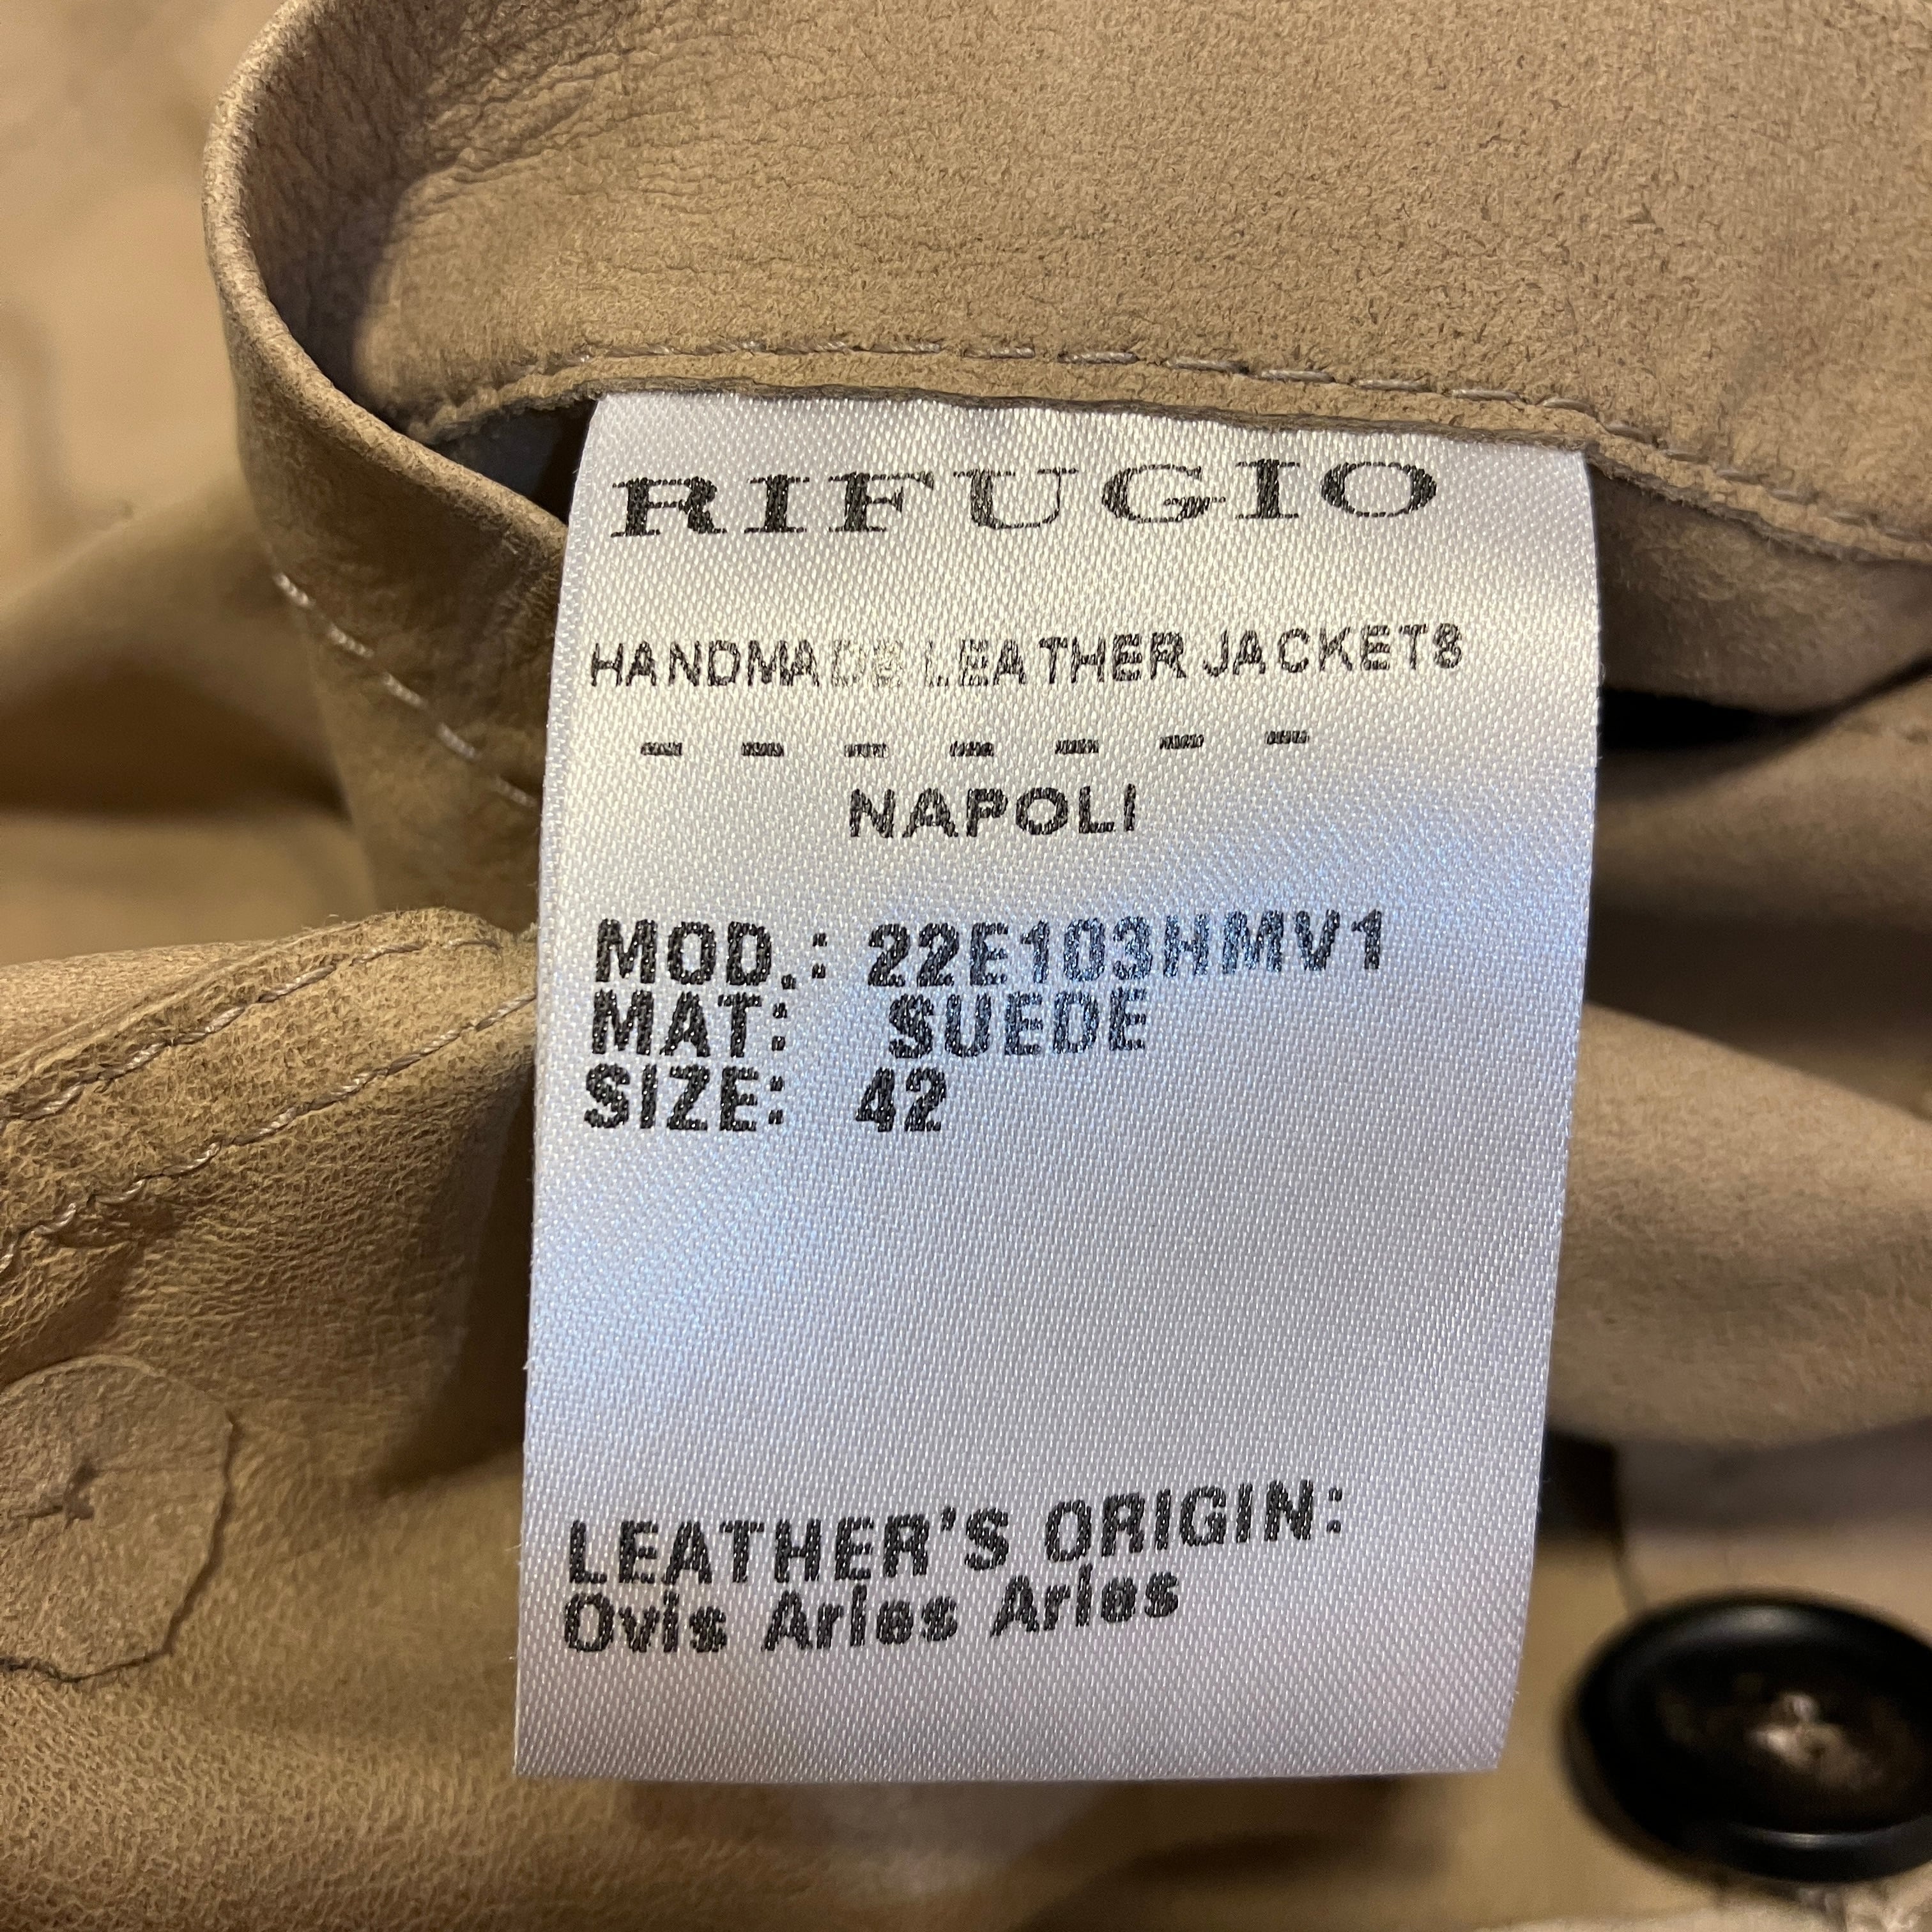 RIFUGIO
HANDMADE LEATHER JACKETS
- - - - - - -
NAPOLI
MOD.: 22E103HMV1
MAT: SUEDE
SIZE: 42
LEATHER'S ORIGIN:
Ovis Aries Aries